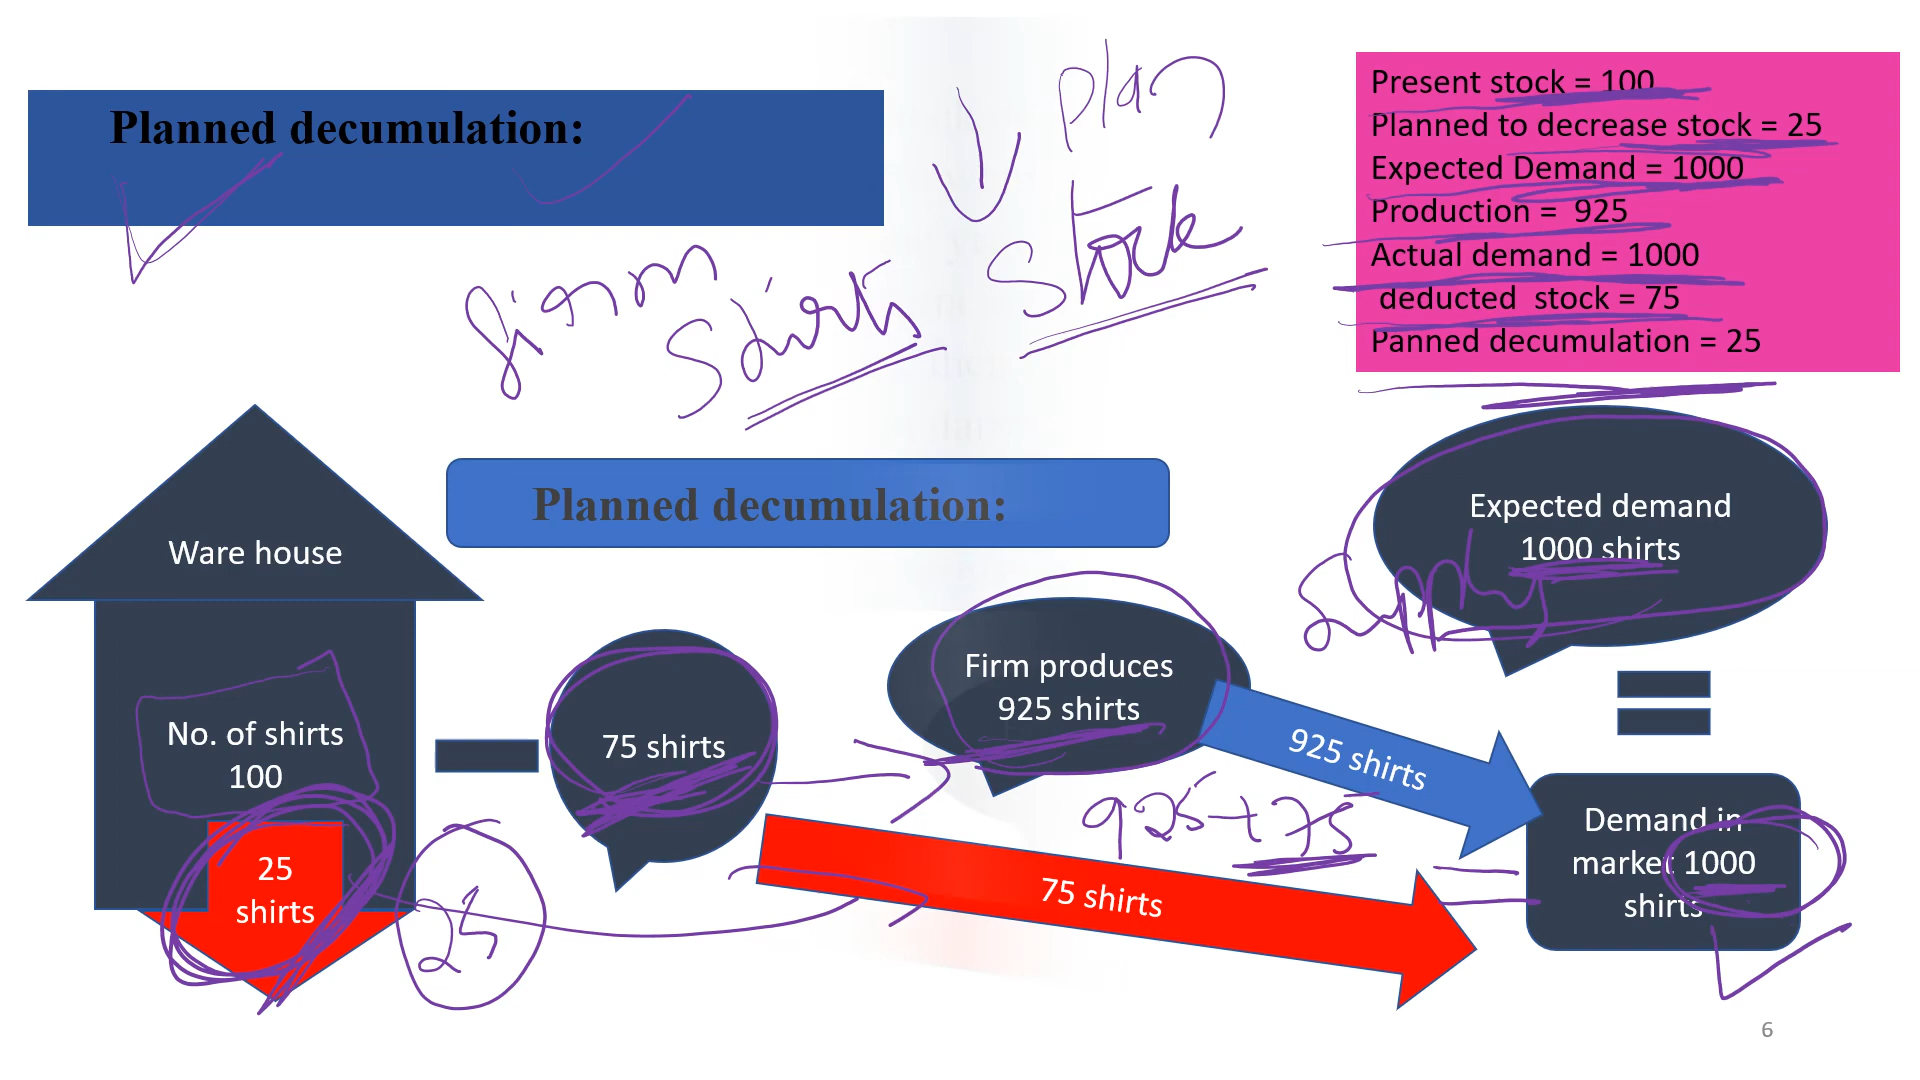 Planned decumulation:
plan
Stock
firm
Shirts
Present stock = 100
Planned to decrease stock = 25
Expected Demand = 1000
Production =  925
Actual demand = 1000
deducted  stock = 75
Panned decumulation = 25
Planned decumulation:
Ware house
No. of shirts
100
25
shirts
25
75 shirts
Firm produces
925 shirts
925 shirts
925+75
75 shirts
Expected demand
1000 shirts
Supply
Demand in
market 1000
shirts
6